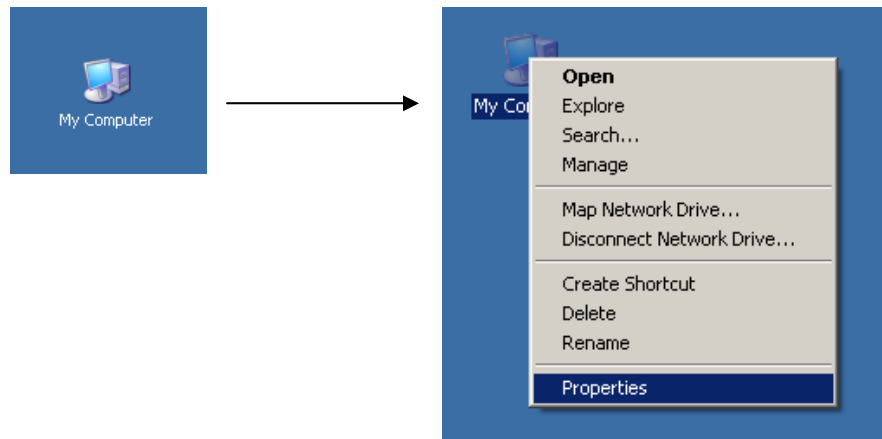 My Computer
My Co
Open
Explore
Search...
Manage
Map Network Drive...
Disconnect Network Drive...
Create Shortcut
Delete
Rename
Properties